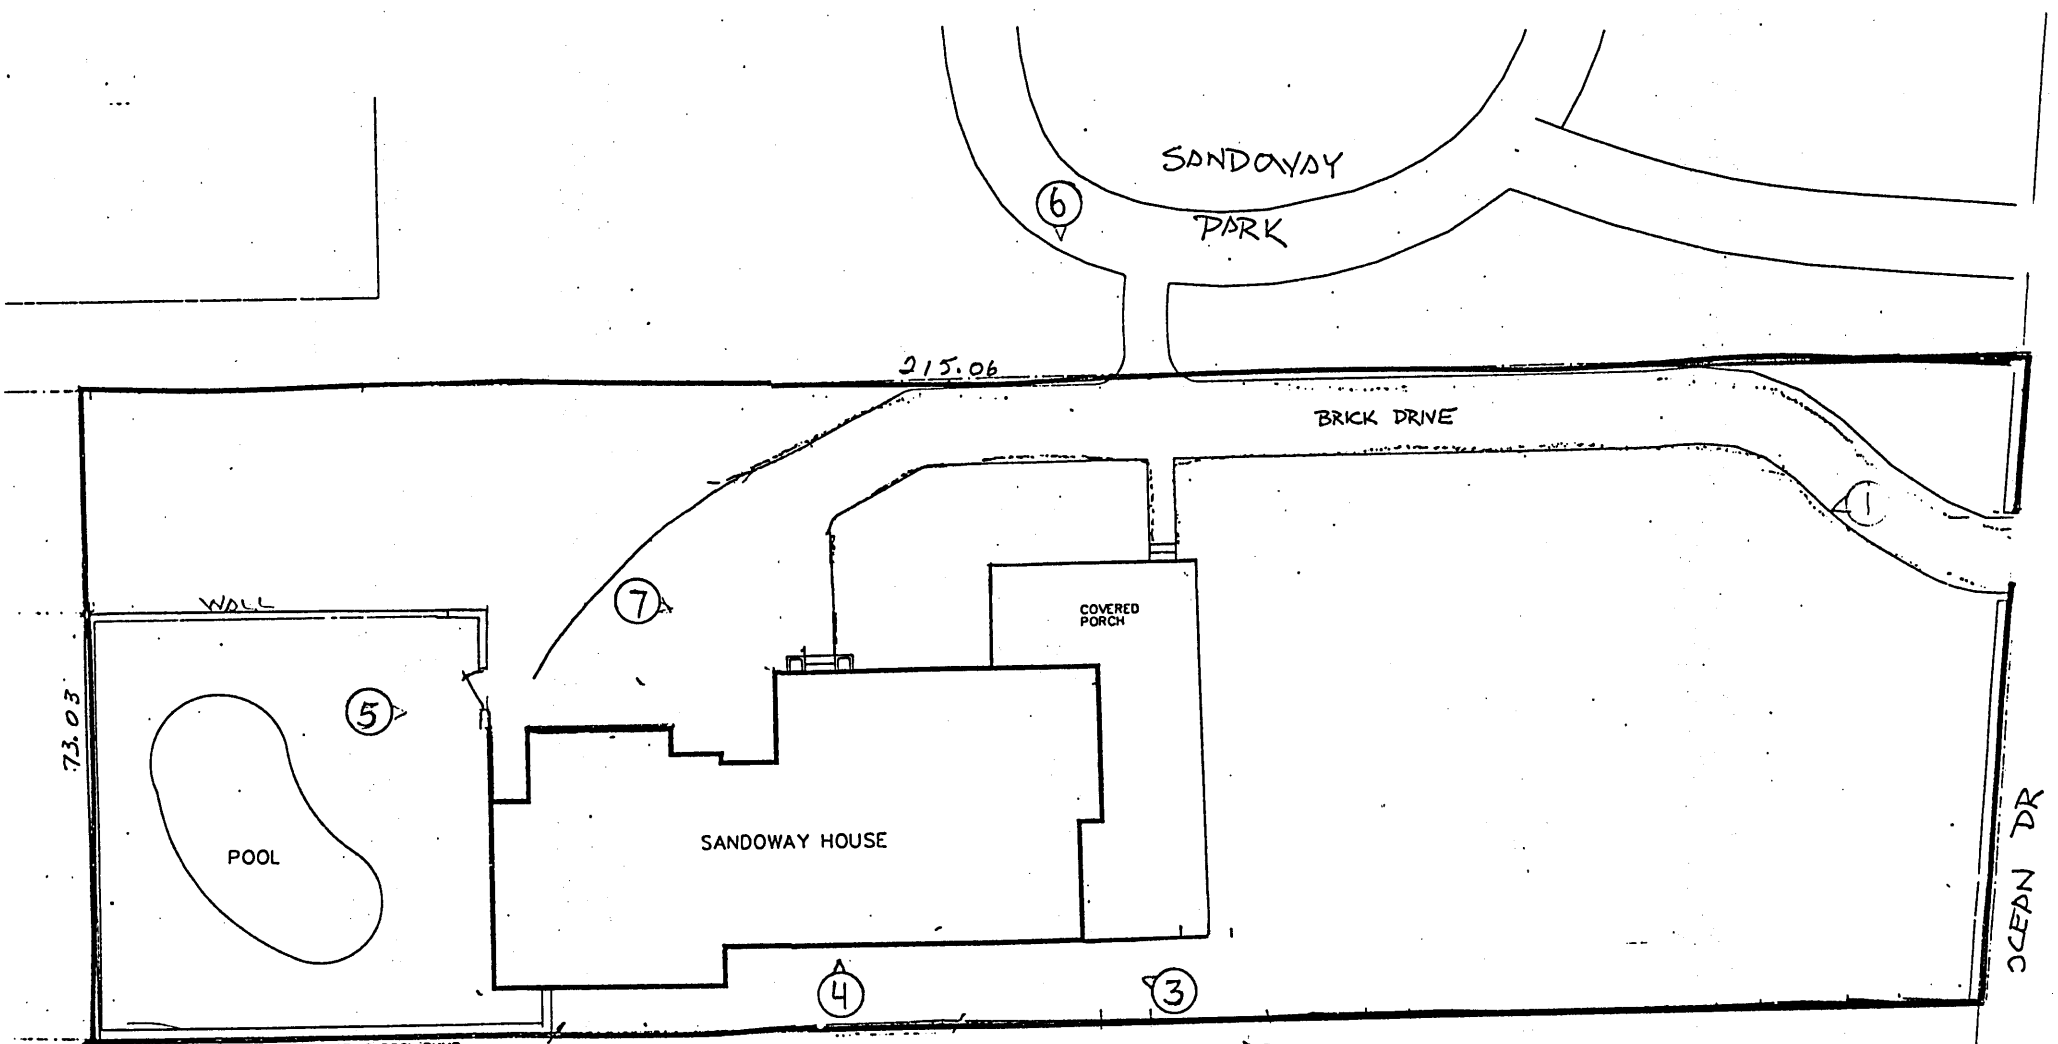 SANDOWAY
6
PARK
215.06
BRICK DRIVE
1
WALL
7
COVERED
PORCH
73.03
5
POOL
SANDOWAY HOUSE
OCEAN DR
4
3